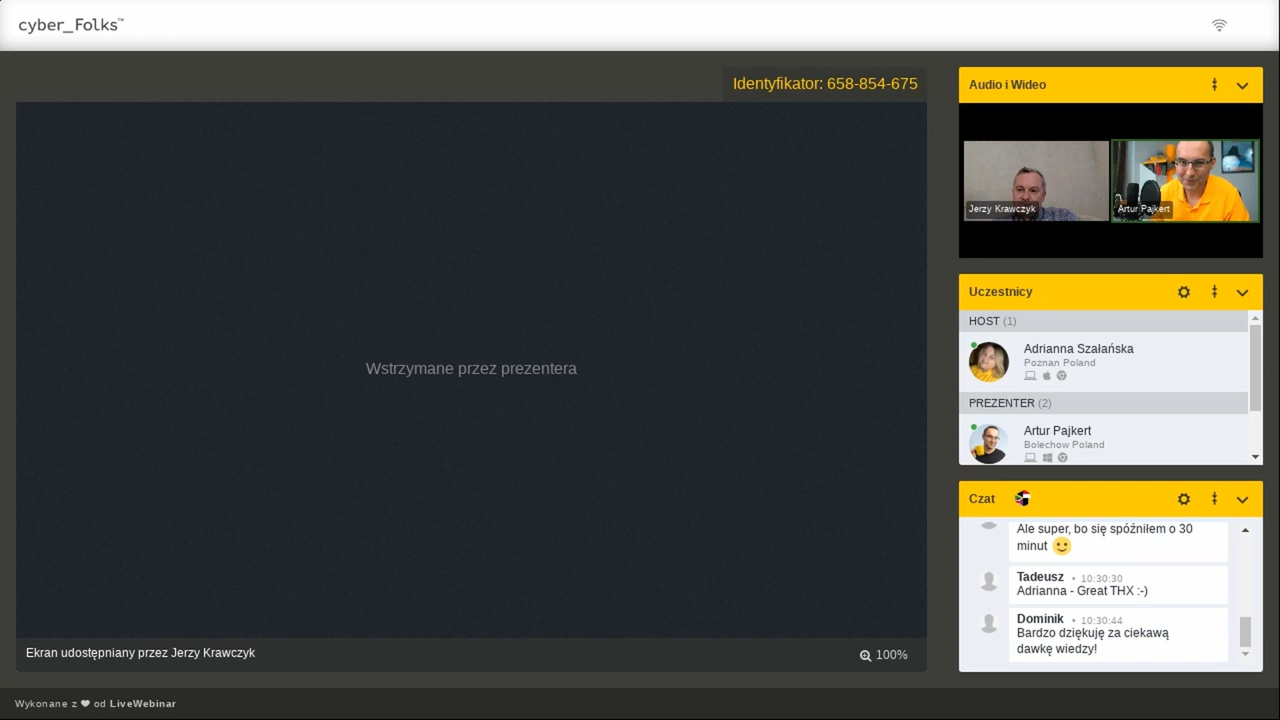 cyber_Folks™
Identyfikator: 658-854-675
Wstrzymane przez prezentera
Ekran udostępniany przez Jerzy Krawczyk
100%
Audio i Wideo
Jerzy Krawczyk
Artur Pajkert
Uczestnicy
HOST (1)
Adrianna Szałańska
Poznan Poland
PREZENTER (2)
Artur Pajkert
Bolechow Poland
Czat
Ale super, bo się spóźniłem o 30
minut
Tadeusz • 10:30:30
Adrianna - Great THX :-)
Dominik • 10:30:44
Bardzo dziękuję za ciekawą
dawkę wiedzy!
Wykonane z ❤ od LiveWebinar